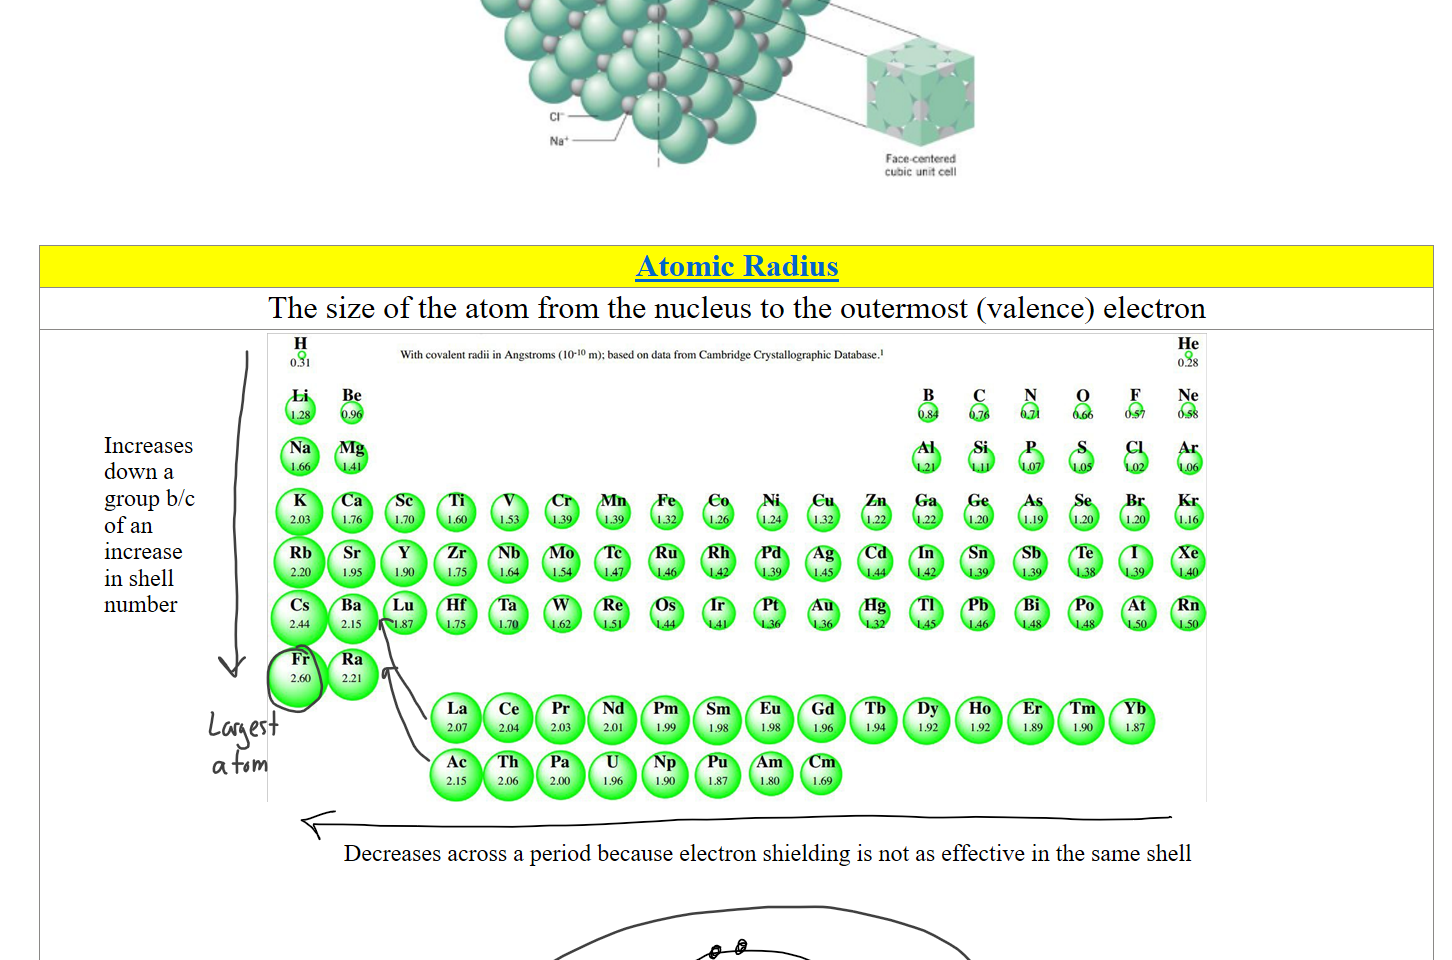 Cl⁻
Na⁺
Face-centered
cubic unit cell
Atomic Radius
The size of the atom from the nucleus to the outermost (valence) electron
With covalent radii in Angstroms (10⁻¹⁰ m); based on data from Cambridge Crystallographic Database.¹
H He
0.31 0.28
Li Be B C N O F Ne
1.28 0.96 0.84 0.76 0.71 0.66 0.57 0.58
Na Mg Al Si P S Cl Ar
1.66 1.41 1.21 1.11 1.07 1.05 1.02 1.06
K Ca Sc Ti V Cr Mn Fe Co Ni Cu Zn Ga Ge As Se Br Kr
2.03 1.76 1.70 1.60 1.53 1.39 1.39 1.32 1.26 1.24 1.32 1.22 1.22 1.20 1.19 1.20 1.20 1.16
Rb Sr Y Zr Nb Mo Tc Ru Rh Pd Ag Cd In Sn Sb Te I Xe
2.20 1.95 1.90 1.75 1.64 1.54 1.47 1.46 1.42 1.39 1.45 1.44 1.42 1.39 1.39 1.38 1.39 1.40
Cs Ba Lu Hf Ta W Re Os Ir Pt Au Hg Tl Pb Bi Po At Rn
2.44 2.15 1.87 1.75 1.70 1.62 1.51 1.44 1.41 1.36 1.36 1.32 1.45 1.46 1.48 1.48 1.50 1.50
Fr Ra
2.60 2.21
La Ce Pr Nd Pm Sm Eu Gd Tb Dy Ho Er Tm Yb
2.07 2.04 2.03 2.01 1.99 1.98 1.98 1.96 1.94 1.92 1.92 1.89 1.90 1.87
Ac Th Pa U Np Pu Am Cm
2.15 2.06 2.00 1.96 1.90 1.87 1.80 1.69
Increases
down a
group b/c
of an
increase
in shell
number
Largest
atom
Decreases across a period because electron shielding is not as effective in the same shell